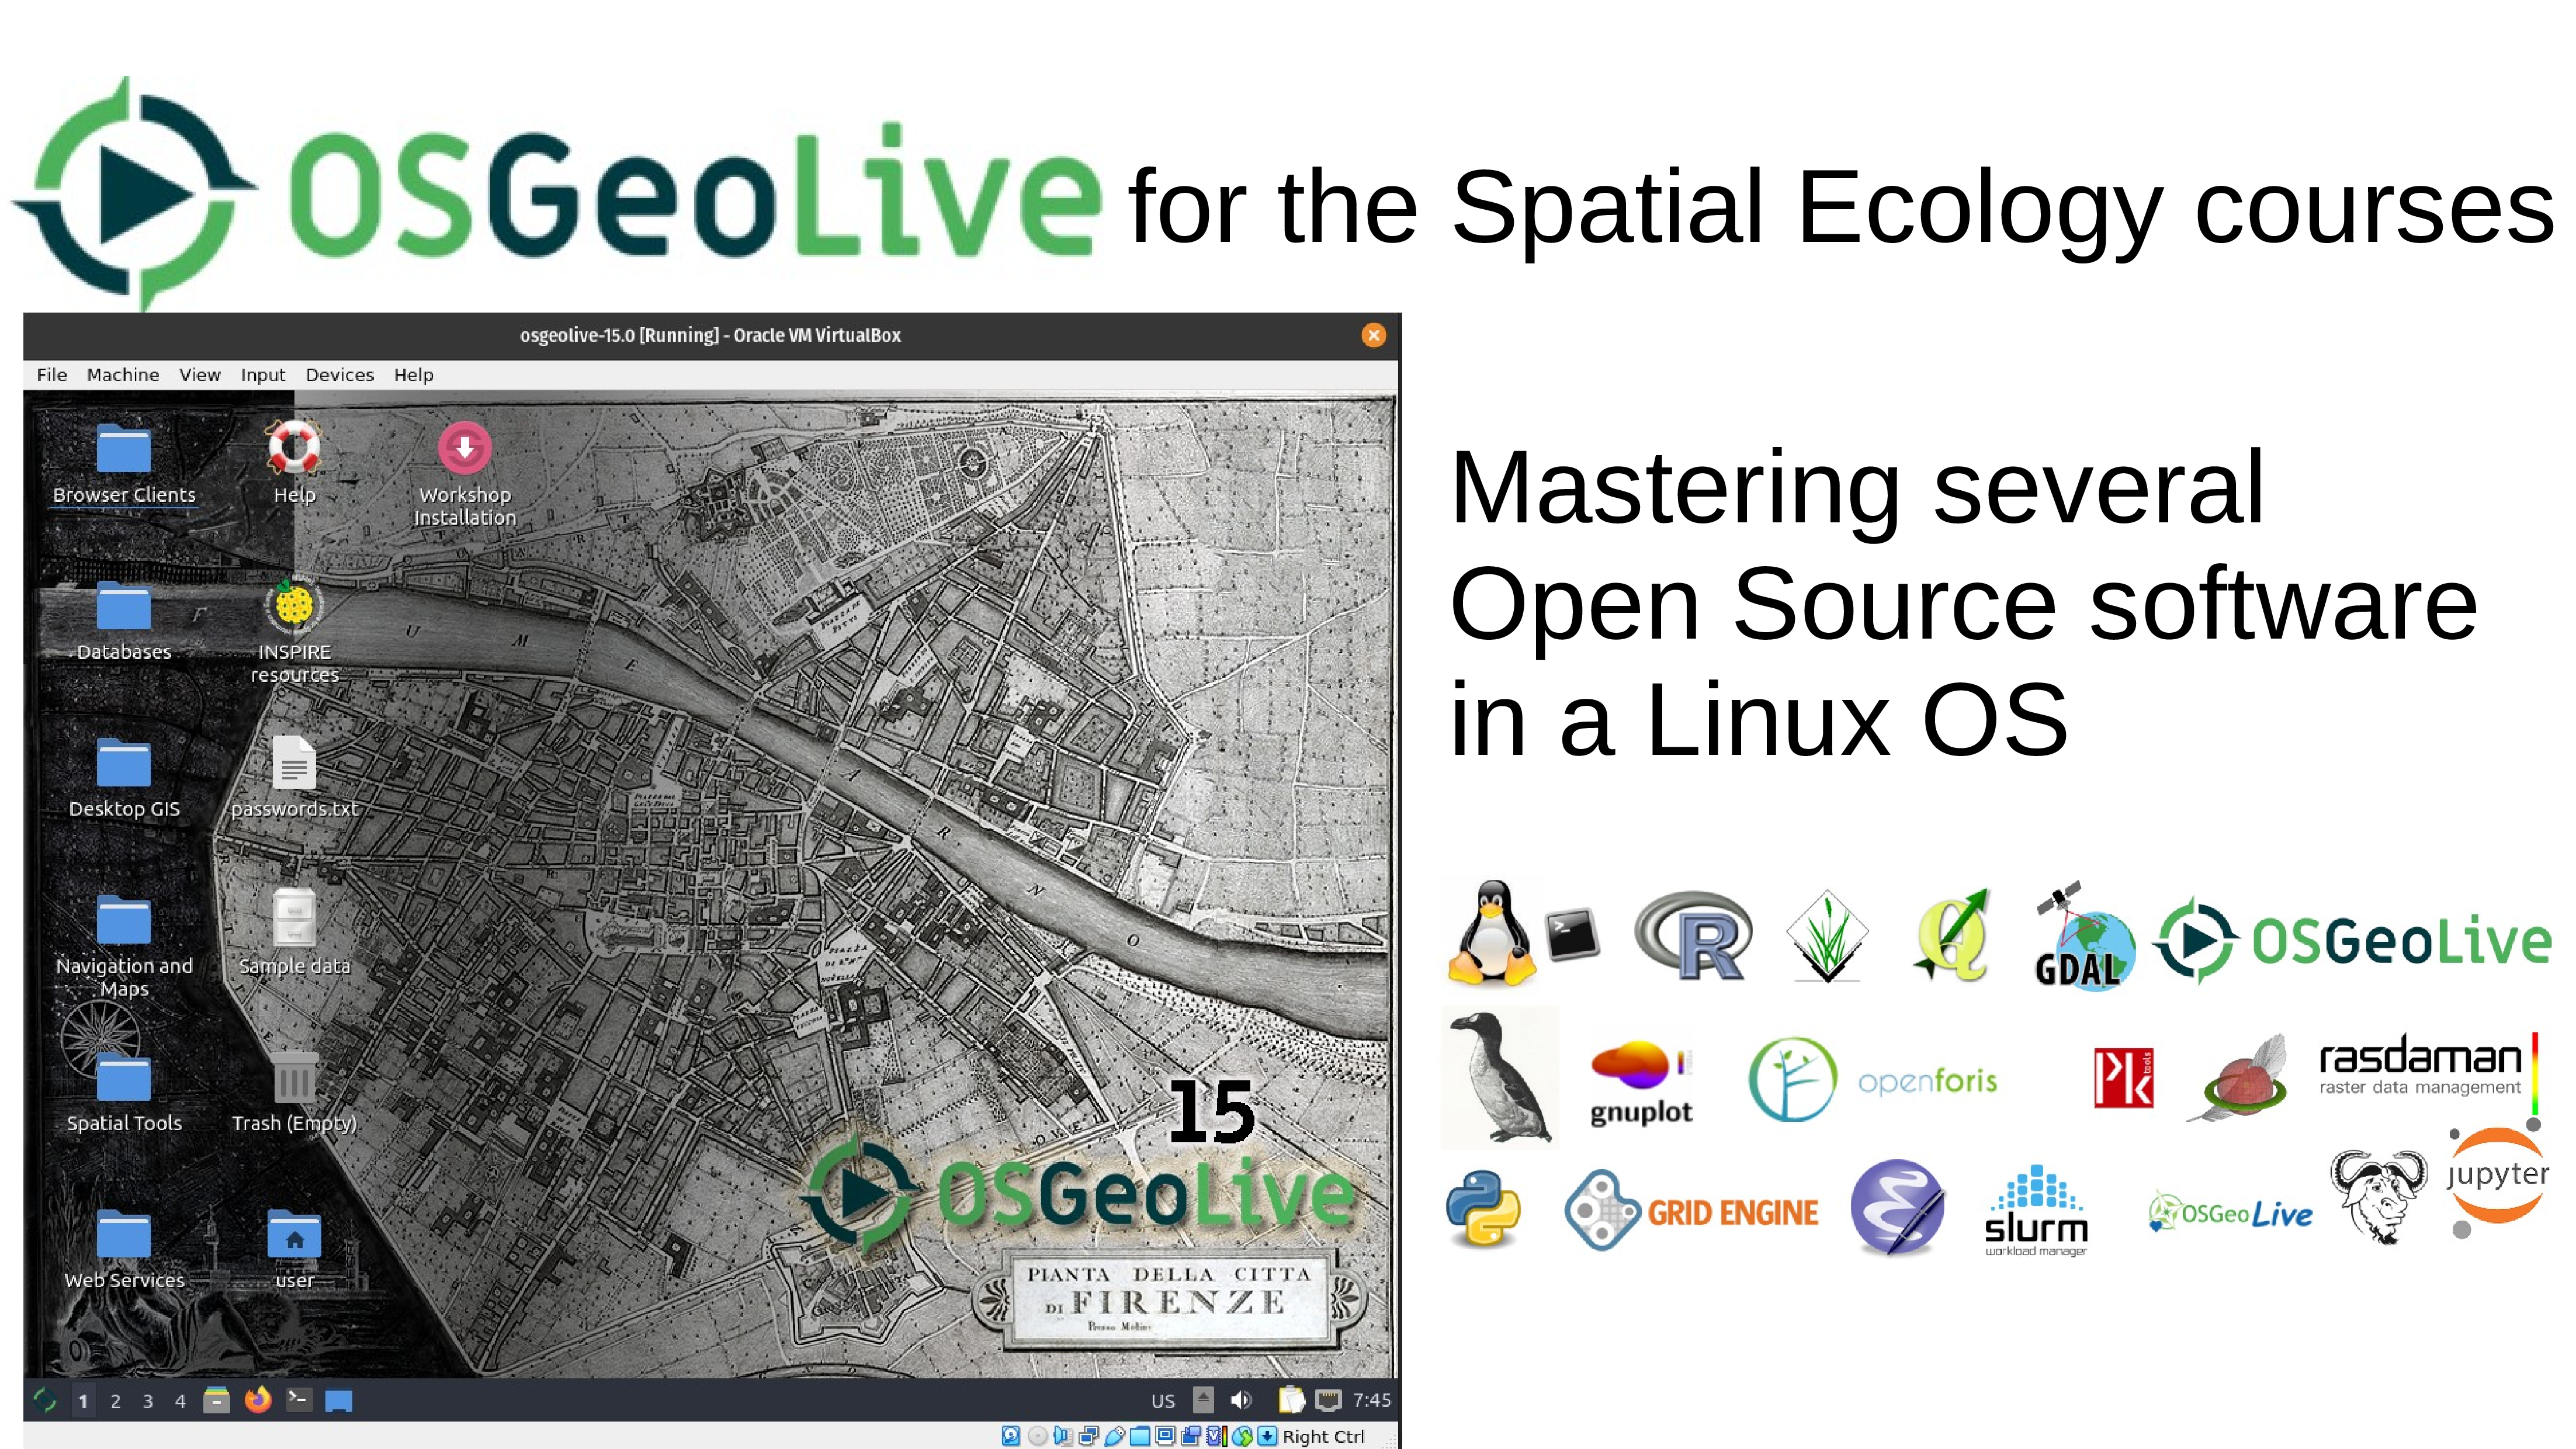 OSGeoLive for the Spatial Ecology courses
osgeolive-15.0 [Running] - Oracle VM VirtualBox
File Machine View Input Devices Help
Browser Clients
Help
Workshop
Installation
Databases
INSPIRE
resources
Desktop GIS
passwords.txt
Navigation and
Maps
Sample data
Spatial Tools
Trash (Empty)
Web Services
user
A R N O
15
OSGeoLive
PIANTA DELLA CITTA
DI FIRENZE
1 2 3 4
US
7:45
Right Ctrl
Mastering several
Open Source software
in a Linux OS
R
Q
GDAL
OSGeoLive
gnuplot
openforis
Pk tools
rasdaman
raster data management
GRID ENGINE
slurm
workload manager
OSGeoLive
jupyter